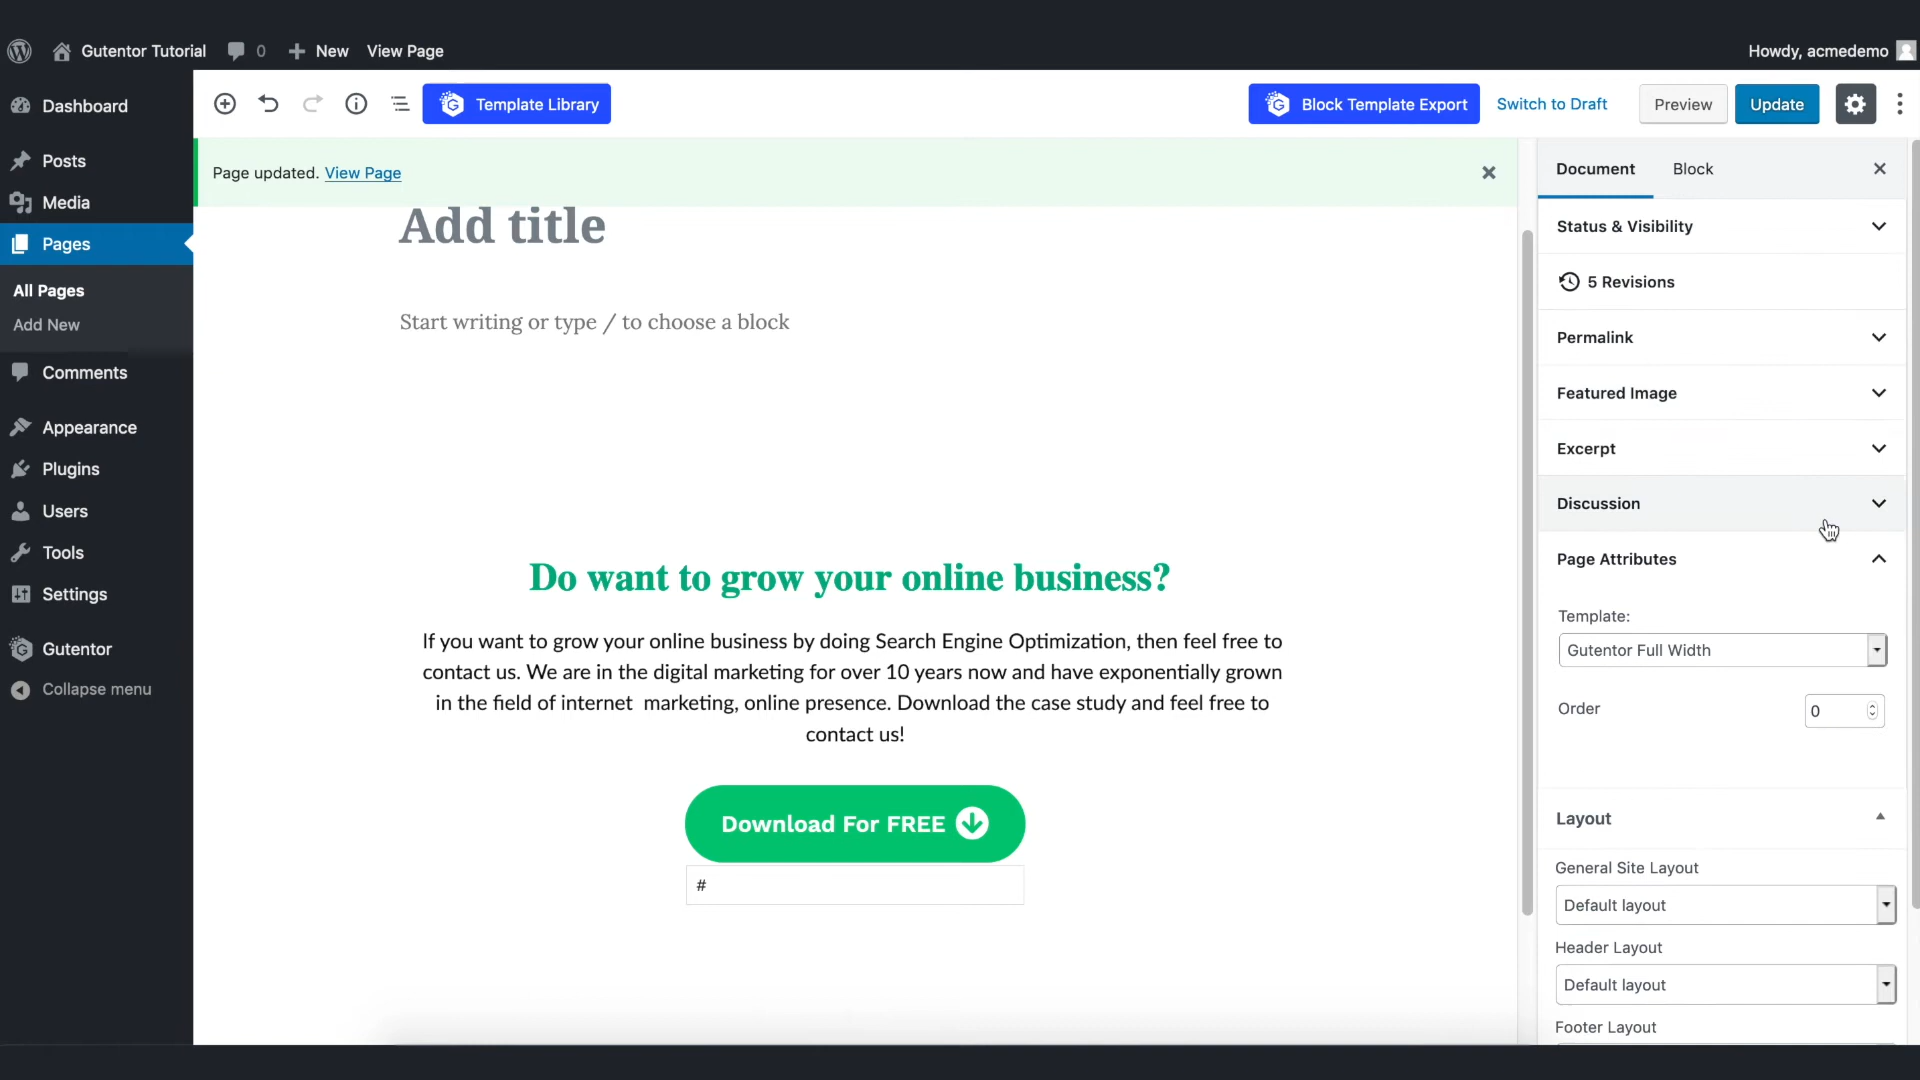 Gutentor Tutorial
0
New
View Page
Howdy, acmedemo
Dashboard
Posts
Media
Pages
All Pages
Add New
Comments
Appearance
Plugins
Users
Tools
Settings
Gutentor
Collapse menu
Template Library
Block Template Export
Switch to Draft
Preview
Update
Page updated. View Page
Add title
Start writing or type / to choose a block
Do want to grow your online business?
If you want to grow your online business by doing Search Engine Optimization, then feel free to
contact us. We are in the digital marketing for over 10 years now and have exponentially grown
in the field of internet  marketing, online presence. Download the case study and feel free to
contact us!
Download For FREE
#
Document
Block
Status & Visibility
5 Revisions
Permalink
Featured Image
Excerpt
Discussion
Page Attributes
Template:
Gutentor Full Width
Order
0
Layout
General Site Layout
Default layout
Header Layout
Default layout
Footer Layout